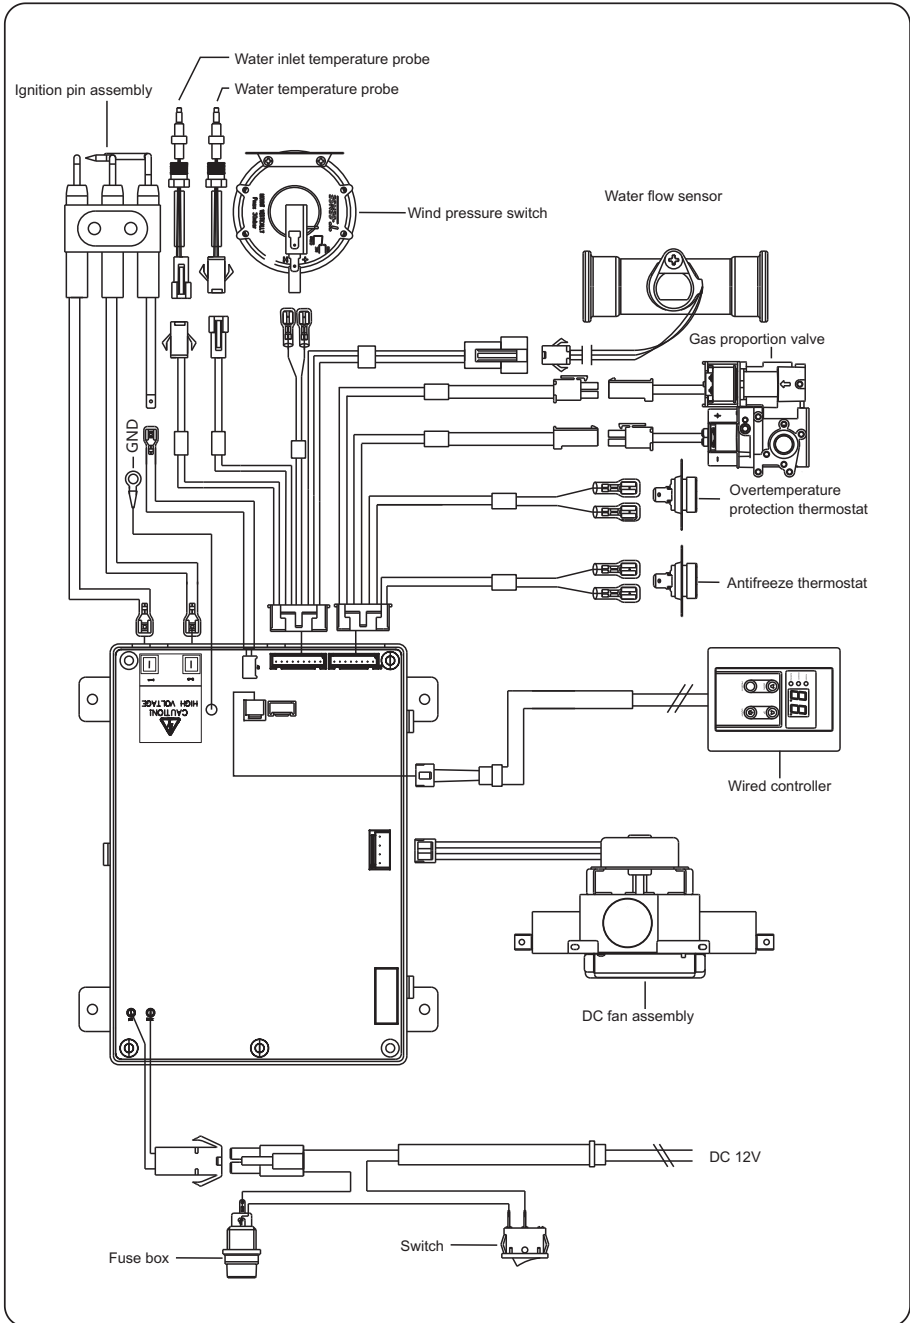 Water inlet temperature probe
Ignition pin assembly
Water temperature probe
Water flow sensor
Wind pressure switch
Gas proportion valve
GND
Overtemperature
protection thermostat
Antifreeze thermostat
CAUTION!
HIGH VOLTAGE
Wired controller
DC fan assembly
DC 12V
Switch
Fuse box